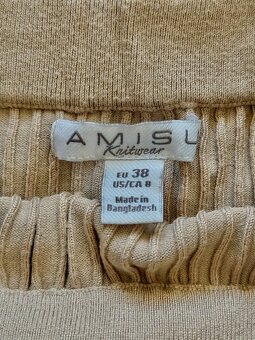 AMISU
Knitwear
EU 38
US/CA 8
Made in
Bangladesh